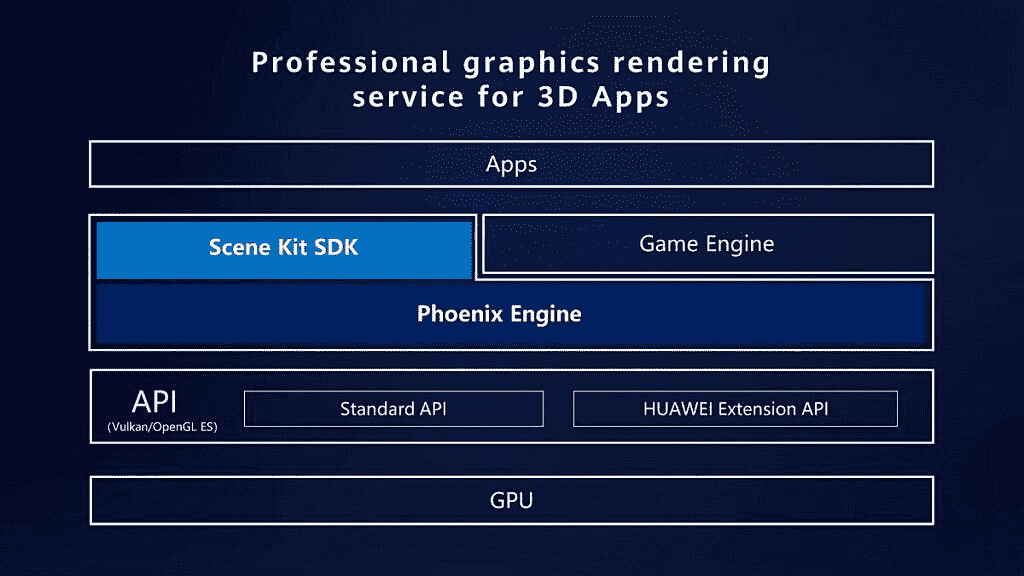 Professional graphics rendering
service for 3D Apps
Apps
Scene Kit SDK
Game Engine
Phoenix Engine
API
(Vulkan/OpenGL ES)
Standard API
HUAWEI Extension API
GPU